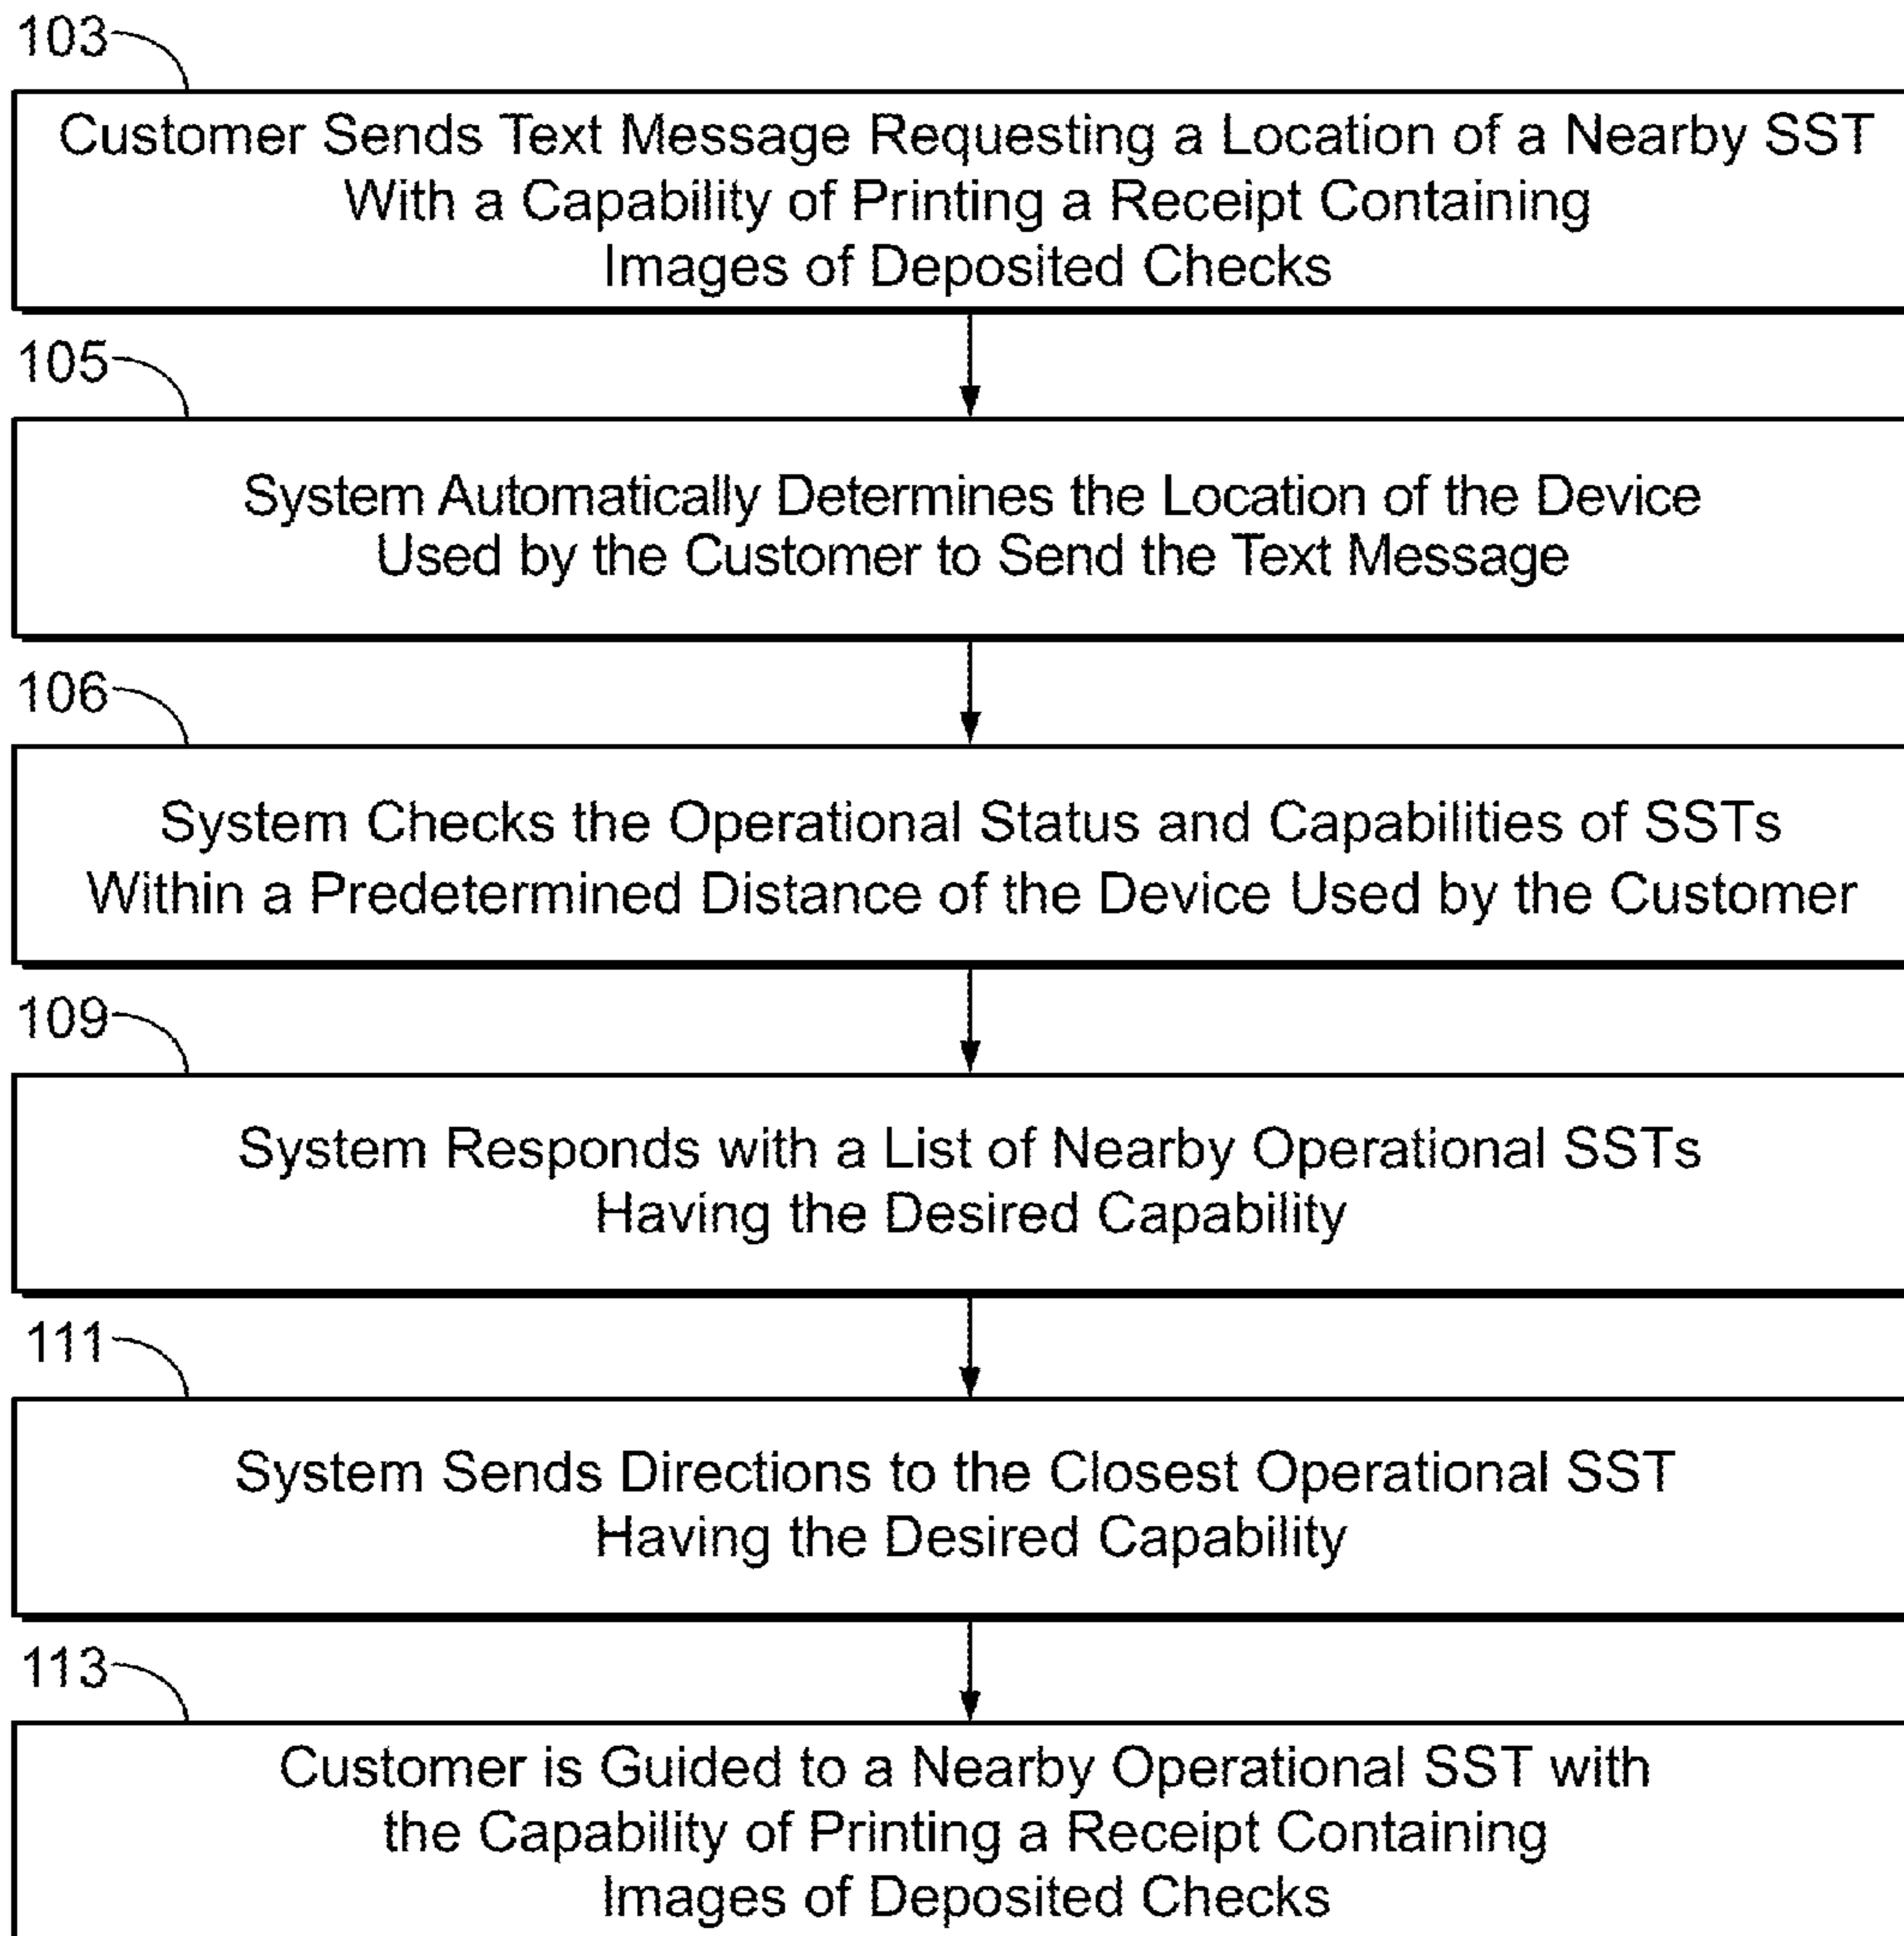 103
Customer Sends Text Message Requesting a Location of a Nearby SST
With a Capability of Printing a Receipt Containing
Images of Deposited Checks
105
System Automatically Determines the Location of the Device
Used by the Customer to Send the Text Message
106
System Checks the Operational Status and Capabilities of SSTs
Within a Predetermined Distance of the Device Used by the Customer
109
System Responds with a List of Nearby Operational SSTs
Having the Desired Capability
111
System Sends Directions to the Closest Operational SST
Having the Desired Capability
113
Customer is Guided to a Nearby Operational SST with
the Capability of Printing a Receipt Containing
Images of Deposited Checks